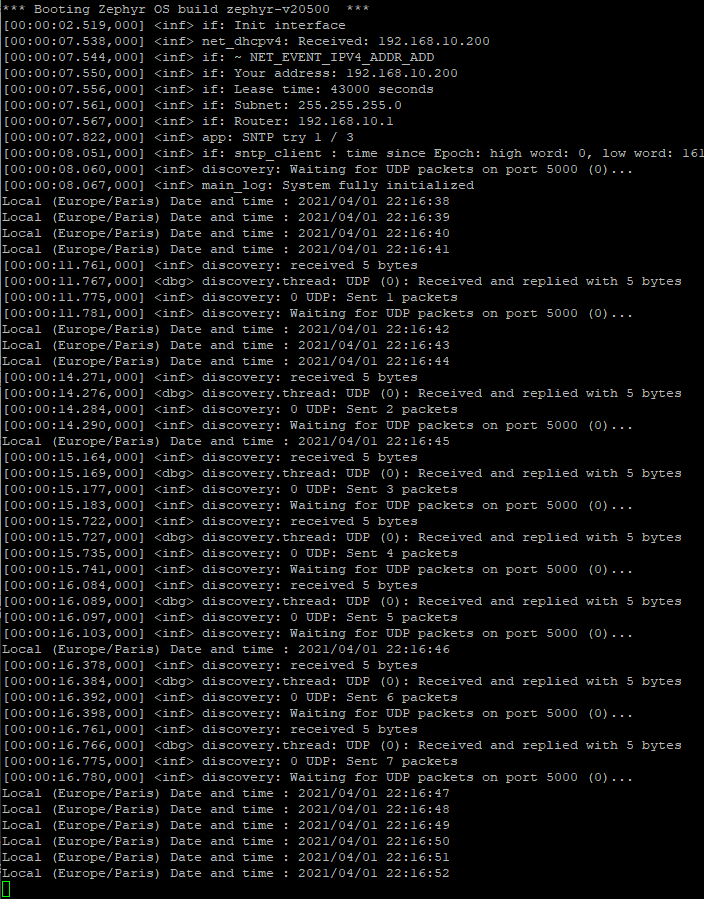 *** Booting Zephyr OS build zephyr-v20500  ***
[00:00:02.519,000] <inf> if: Init interface
[00:00:07.538,000] <inf> net_dhcpv4: Received: 192.168.10.200
[00:00:07.544,000] <inf> if: ~ NET_EVENT_IPV4_ADDR_ADD
[00:00:07.550,000] <inf> if: Your address: 192.168.10.200
[00:00:07.556,000] <inf> if: Lease time: 43000 seconds
[00:00:07.561,000] <inf> if: Subnet: 255.255.255.0
[00:00:07.567,000] <inf> if: Router: 192.168.10.1
[00:00:07.822,000] <inf> app: SNTP try 1 / 3
[00:00:08.051,000] <inf> if: sntp_client : time since Epoch: high word: 0, low word: 161
[00:00:08.060,000] <inf> discovery: Waiting for UDP packets on port 5000 (0)...
[00:00:08.067,000] <inf> main_log: System fully initialized
Local (Europe/Paris) Date and time : 2021/04/01 22:16:38
Local (Europe/Paris) Date and time : 2021/04/01 22:16:39
Local (Europe/Paris) Date and time : 2021/04/01 22:16:40
Local (Europe/Paris) Date and time : 2021/04/01 22:16:41
[00:00:11.761,000] <inf> discovery: received 5 bytes
[00:00:11.767,000] <dbg> discovery.thread: UDP (0): Received and replied with 5 bytes
[00:00:11.775,000] <inf> discovery: 0 UDP: Sent 1 packets
[00:00:11.781,000] <inf> discovery: Waiting for UDP packets on port 5000 (0)...
Local (Europe/Paris) Date and time : 2021/04/01 22:16:42
Local (Europe/Paris) Date and time : 2021/04/01 22:16:43
Local (Europe/Paris) Date and time : 2021/04/01 22:16:44
[00:00:14.271,000] <inf> discovery: received 5 bytes
[00:00:14.276,000] <dbg> discovery.thread: UDP (0): Received and replied with 5 bytes
[00:00:14.284,000] <inf> discovery: 0 UDP: Sent 2 packets
[00:00:14.290,000] <inf> discovery: Waiting for UDP packets on port 5000 (0)...
Local (Europe/Paris) Date and time : 2021/04/01 22:16:45
[00:00:15.164,000] <inf> discovery: received 5 bytes
[00:00:15.169,000] <dbg> discovery.thread: UDP (0): Received and replied with 5 bytes
[00:00:15.177,000] <inf> discovery: 0 UDP: Sent 3 packets
[00:00:15.183,000] <inf> discovery: Waiting for UDP packets on port 5000 (0)...
[00:00:15.722,000] <inf> discovery: received 5 bytes
[00:00:15.727,000] <dbg> discovery.thread: UDP (0): Received and replied with 5 bytes
[00:00:15.735,000] <inf> discovery: 0 UDP: Sent 4 packets
[00:00:15.741,000] <inf> discovery: Waiting for UDP packets on port 5000 (0)...
[00:00:16.084,000] <inf> discovery: received 5 bytes
[00:00:16.089,000] <dbg> discovery.thread: UDP (0): Received and replied with 5 bytes
[00:00:16.097,000] <inf> discovery: 0 UDP: Sent 5 packets
[00:00:16.103,000] <inf> discovery: Waiting for UDP packets on port 5000 (0)...
Local (Europe/Paris) Date and time : 2021/04/01 22:16:46
[00:00:16.378,000] <inf> discovery: received 5 bytes
[00:00:16.384,000] <dbg> discovery.thread: UDP (0): Received and replied with 5 bytes
[00:00:16.392,000] <inf> discovery: 0 UDP: Sent 6 packets
[00:00:16.398,000] <inf> discovery: Waiting for UDP packets on port 5000 (0)...
[00:00:16.761,000] <inf> discovery: received 5 bytes
[00:00:16.766,000] <dbg> discovery.thread: UDP (0): Received and replied with 5 bytes
[00:00:16.775,000] <inf> discovery: 0 UDP: Sent 7 packets
[00:00:16.780,000] <inf> discovery: Waiting for UDP packets on port 5000 (0)...
Local (Europe/Paris) Date and time : 2021/04/01 22:16:47
Local (Europe/Paris) Date and time : 2021/04/01 22:16:48
Local (Europe/Paris) Date and time : 2021/04/01 22:16:49
Local (Europe/Paris) Date and time : 2021/04/01 22:16:50
Local (Europe/Paris) Date and time : 2021/04/01 22:16:51
Local (Europe/Paris) Date and time : 2021/04/01 22:16:52